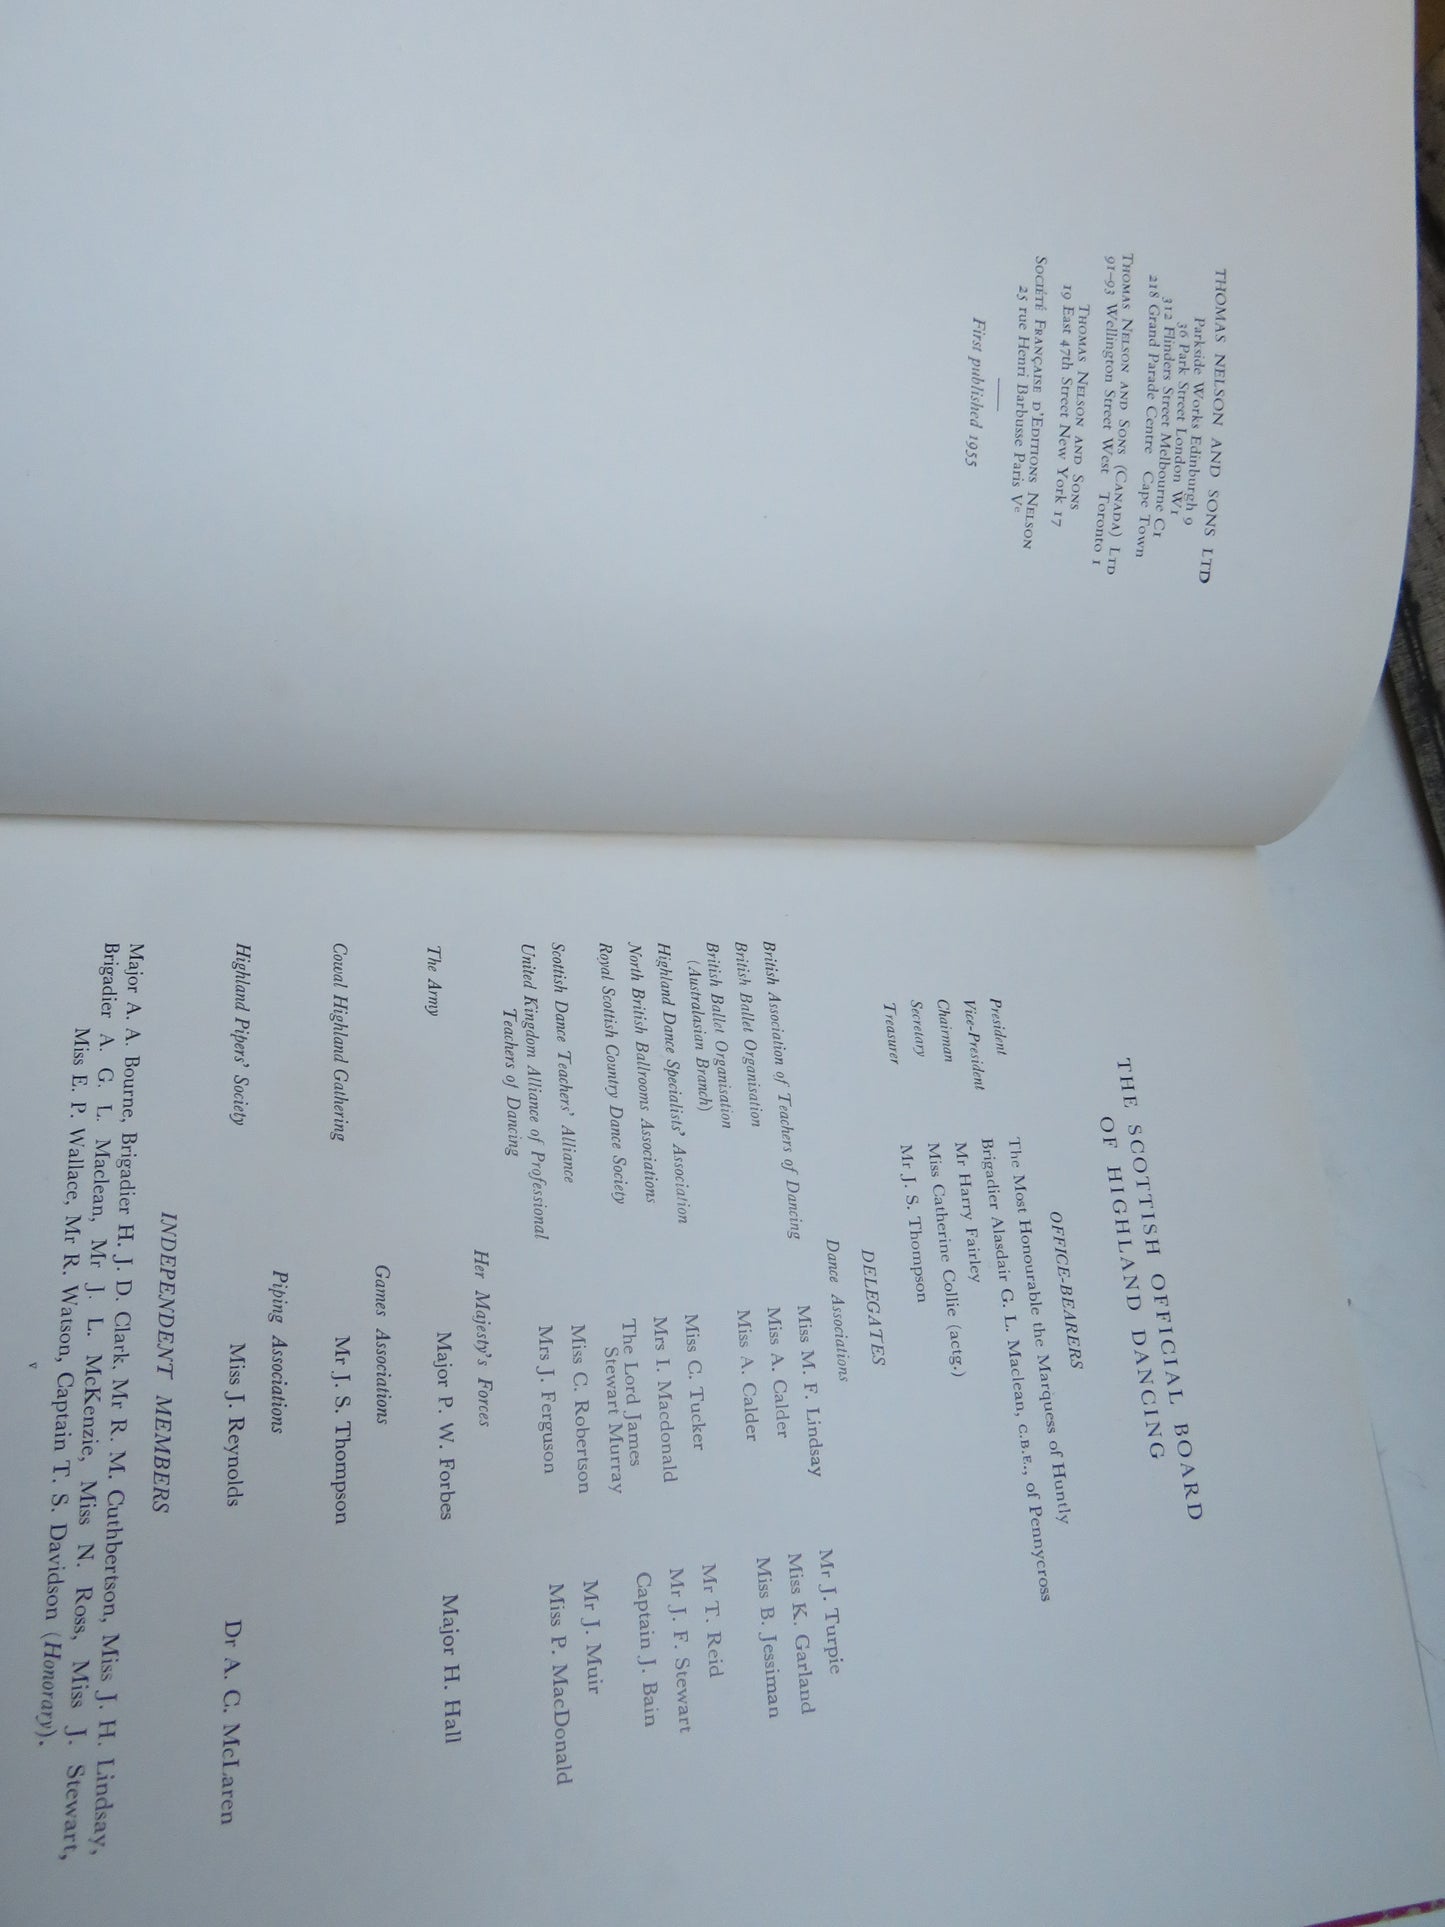 THOMAS NELSON AND SONS LTD
Parkside Works Edinburgh 9
36 Park Street London W1
312 Flinders Street Melbourne C1
218 Grand Parade Centre Cape Town
THOMAS NELSON AND SONS (CANADA) LTD
91-93 Wellington Street West Toronto 1
THOMAS NELSON AND SONS
19 East 47th Street New York 17
SOCIÉTÉ FRANÇAISE D'EDITIONS NELSON
25 rue Henri Barbusse Paris Ve
First published 1955
THE SCOTTISH OFFICIAL BOARD
OF HIGHLAND DANCING
OFFICE-BEARERS
President The Most Honourable the Marquess of Huntly
Vice-President Brigadier Alasdair G. L. Maclean, C.B.E., of Pennycross
Chairman Mr Harry Fairley
Secretary Miss Catherine Collie (actg.)
Treasurer Mr J. S. Thompson
DELEGATES
Dance Associations
British Association of Teachers of Dancing Miss M. F. Lindsay Mr J. Turpie
British Ballet Organisation Miss A. Calder Miss K. Garland
British Ballet Organisation Miss A. Calder Miss B. Jessiman
(Australasian Branch)
Highland Dance Specialists' Association Miss C. Tucker Mr T. Reid
North British Ballrooms Associations Mrs I. Macdonald Mr J. F. Stewart
Royal Scottish Country Dance Society The Lord James Captain J. Bain
Stewart Murray
Scottish Dance Teachers' Alliance Miss C. Robertson Mr J. Muir
United Kingdom Alliance of Professional Mrs J. Ferguson Miss P. MacDonald
Teachers of Dancing
Her Majesty's Forces
The Army Major P. W. Forbes Major H. Hall
Games Associations
Cowal Highland Gathering Mr J. S. Thompson
Piping Associations
Highland Pipers' Society Miss J. Reynolds Dr A. C. McLaren
INDEPENDENT MEMBERS
Major A. A. Bourne, Brigadier H. J. D. Clark, Mr R. M. Cuthbertson, Miss J. H. Lindsay,
Brigadier A. G. L. Maclean, Mr J. L. McKenzie, Miss N. Ross, Miss J. Stewart,
Miss E. P. Wallace, Mr R. Watson, Captain T. S. Davidson (Honorary).
v